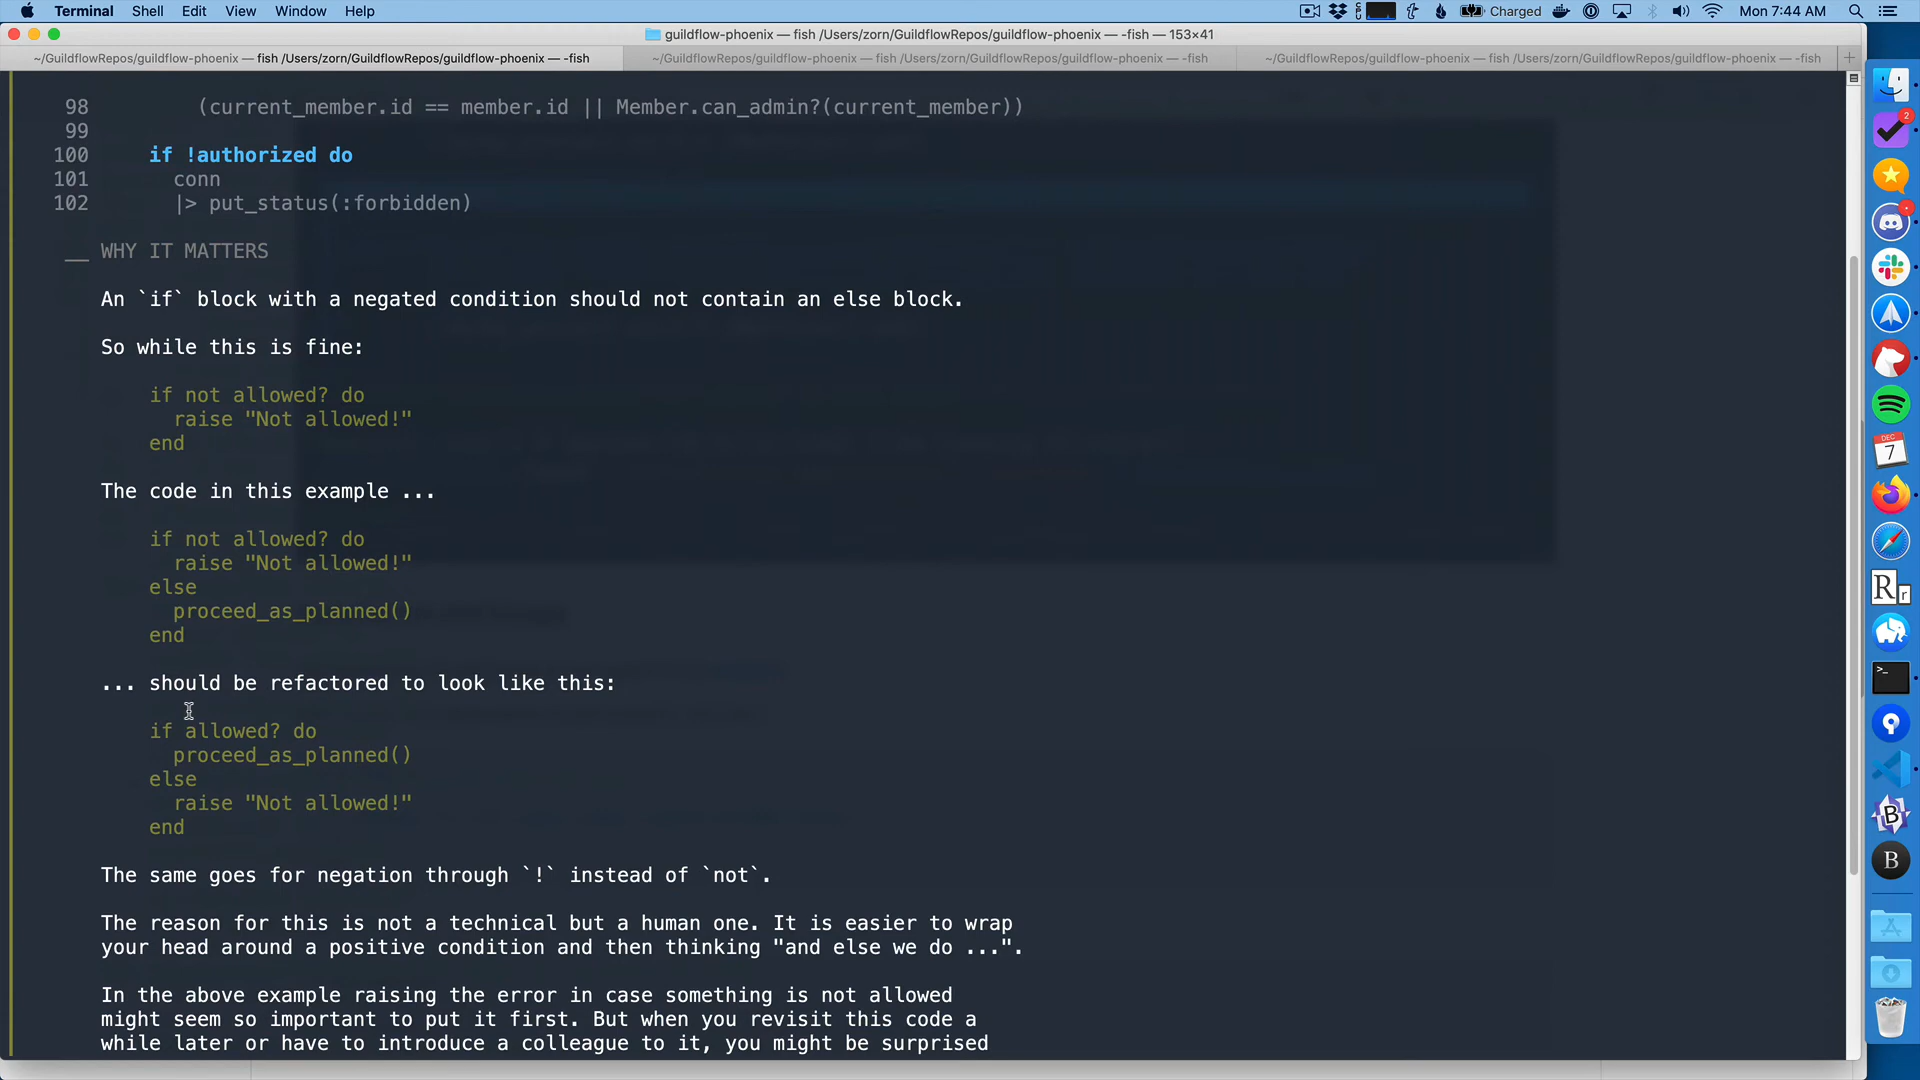 Terminal Shell Edit View Window Help Charged Mon 7:44 AM
guildflow-phoenix — fish /Users/zorn/GuildflowRepos/guildflow-phoenix — -fish — 153×41
~/GuildflowRepos/guildflow-phoenix — fish /Users/zorn/GuildflowRepos/guildflow-phoenix — -fish ~/GuildflowRepos/guildflow-phoenix — fish /Users/zorn/GuildflowRepos/guildflow-phoenix — -fish ~/GuildflowRepos/guildflow-phoenix — fish /Users/zorn/GuildflowRepos/guildflow-phoenix — -fish
98 (current_member.id == member.id || Member.can_admin?(current_member))
99
100 if !authorized do
101 conn
102 |> put_status(:forbidden)
__ WHY IT MATTERS
An `if` block with a negated condition should not contain an else block.
So while this is fine:
if not allowed? do
raise "Not allowed!"
end
The code in this example ...
if not allowed? do
raise "Not allowed!"
else
proceed_as_planned()
end
... should be refactored to look like this:
if allowed? do
proceed_as_planned()
else
raise "Not allowed!"
end
The same goes for negation through `!` instead of `not`.
The reason for this is not a technical but a human one. It is easier to wrap
your head around a positive condition and then thinking "and else we do ...".
In the above example raising the error in case something is not allowed
might seem so important to put it first. But when you revisit this code a
while later or have to introduce a colleague to it, you might be surprised
2
DEC
7
R r
B
B